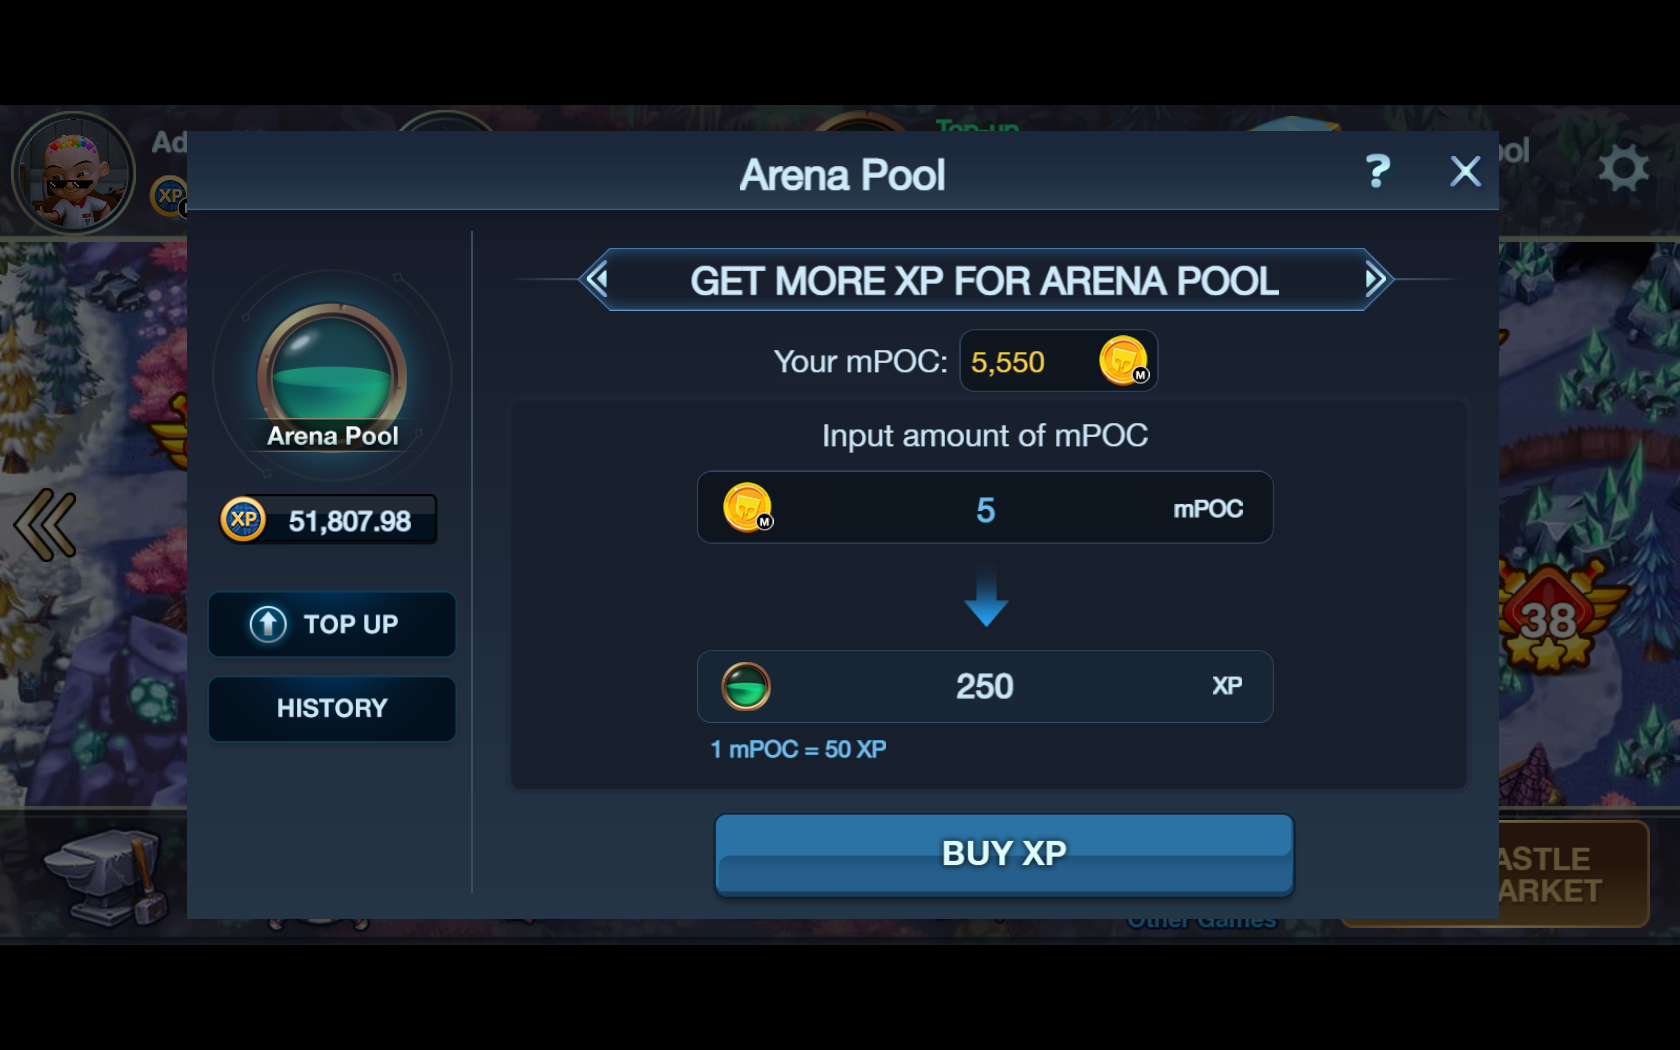 Ad
Top-up
ool
XP
Arena Pool
?
GET MORE XP FOR ARENA POOL
Your mPOC: 5,550
M
Arena Pool
Input amount of mPOC
M
5 mPOC
XP 51,807.98
TOP UP
38
250 XP
HISTORY
1 mPOC = 50 XP
BUY XP
ASTLE
ARKET
Other Games